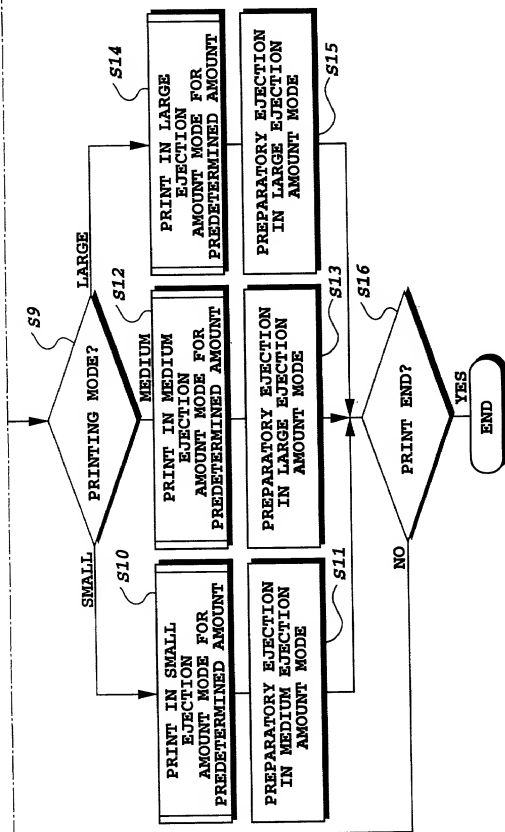 S9
PRINTING MODE?
SMALL
MEDIUM
LARGE
S10
PRINT IN SMALL
EJECTION
AMOUNT MODE FOR
PREDETERMINED AMOUNT
S12
PRINT IN MEDIUM
EJECTION
AMOUNT MODE FOR
PREDETERMINED AMOUNT
S14
PRINT IN LARGE
EJECTION
AMOUNT MODE FOR
PREDETERMINED AMOUNT
S11
PREPARATORY EJECTION
IN MEDIUM EJECTION
AMOUNT MODE
S13
PREPARATORY EJECTION
IN LARGE EJECTION
AMOUNT MODE
S15
PREPARATORY EJECTION
IN LARGE EJECTION
AMOUNT MODE
S16
PRINT END?
NO
YES
END